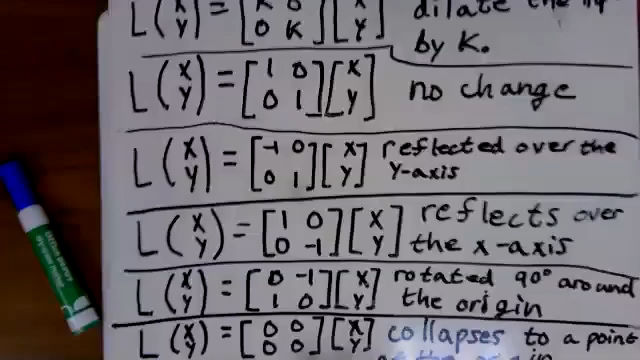 L(x y) = [K 0 0 K][x y] dilate the
by K.
L(x y) = [1 0 0 1][x y] no change
L(x y) = [-1 0 0 1][x y] reflected over the
y-axis
L(x y) = [1 0 0 -1][x y] reflects over
the x-axis
L(x y) = [0 -1 1 0][x y] rotated 90° around
the origin
L(x y) = [0 0 0 0][x y] collapses to a point